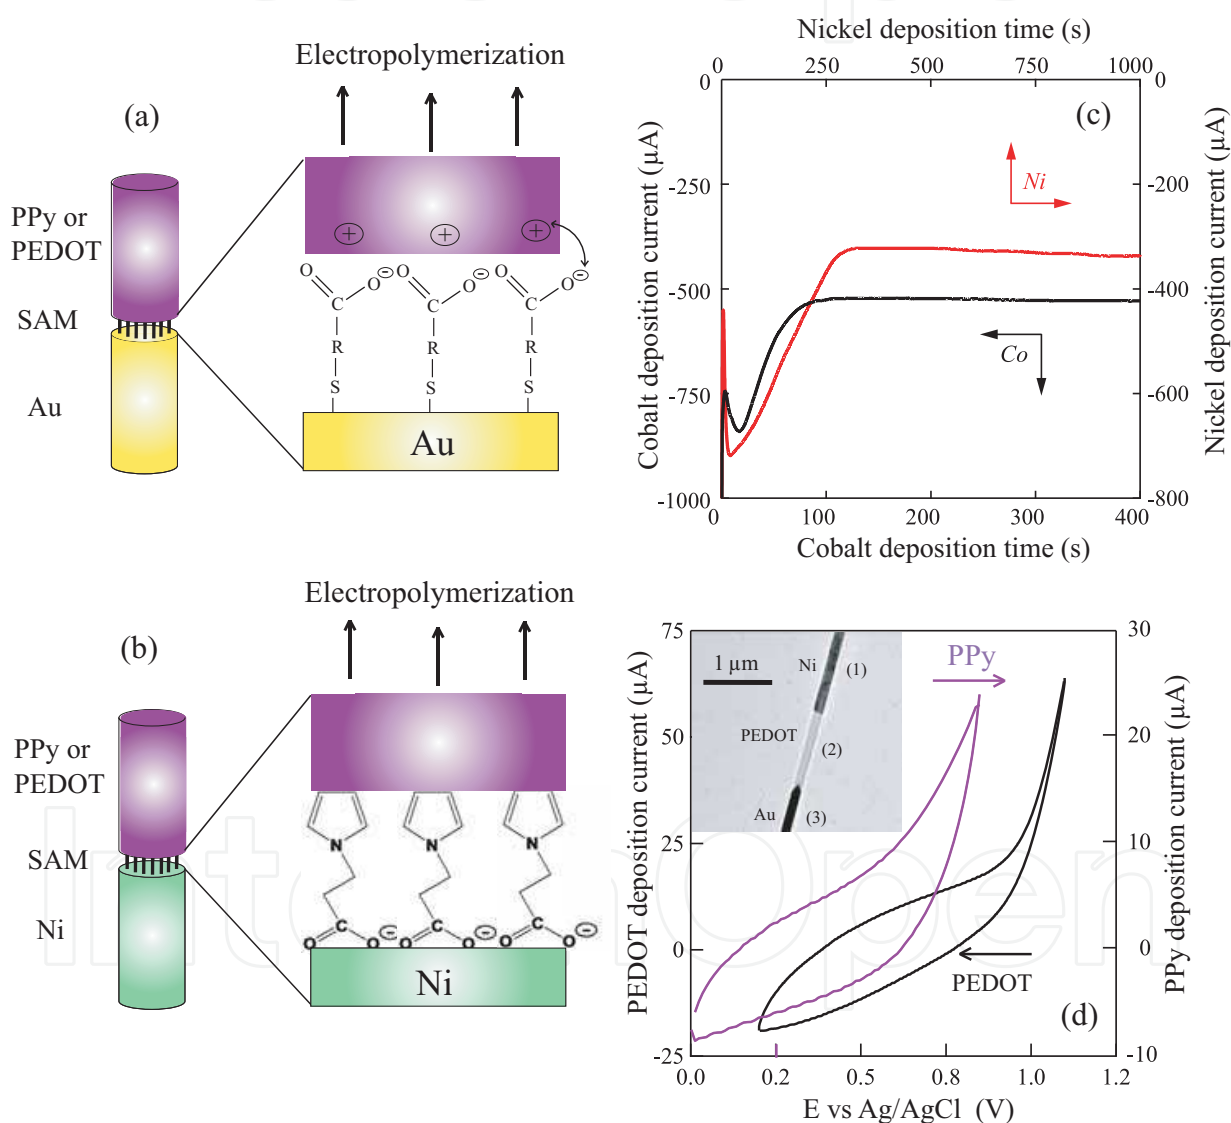 (a)
Electropolymerization
PPy or
PEDOT
SAM
Au
+ + +
O O⊖ O O⊖ O O⊖
C C C
R R R
S S S
Au
(b)
Electropolymerization
PPy or
PEDOT
SAM
Ni
N N N
O O⊖ O O⊖ O O⊖
C C C
Ni
Nickel deposition time (s)
0 250 500 750 1000
(c)
Cobalt deposition current (µA)
0
-250
-500
-750
-1000
Nickel deposition current (µA)
0
-200
-400
-600
-800
Ni
Co
0 100 200 300 400
Cobalt deposition time (s)
PEDOT deposition current (µA)
75
50
25
0
-25
PPy deposition current (µA)
30
20
10
0
-10
1 µm
Ni
(1)
PEDOT
(2)
Au
(3)
PPy
PEDOT
(d)
0.0 0.2 0.5 0.8 1.0 1.2
E vs Ag/AgCl (V)
IntechOpen